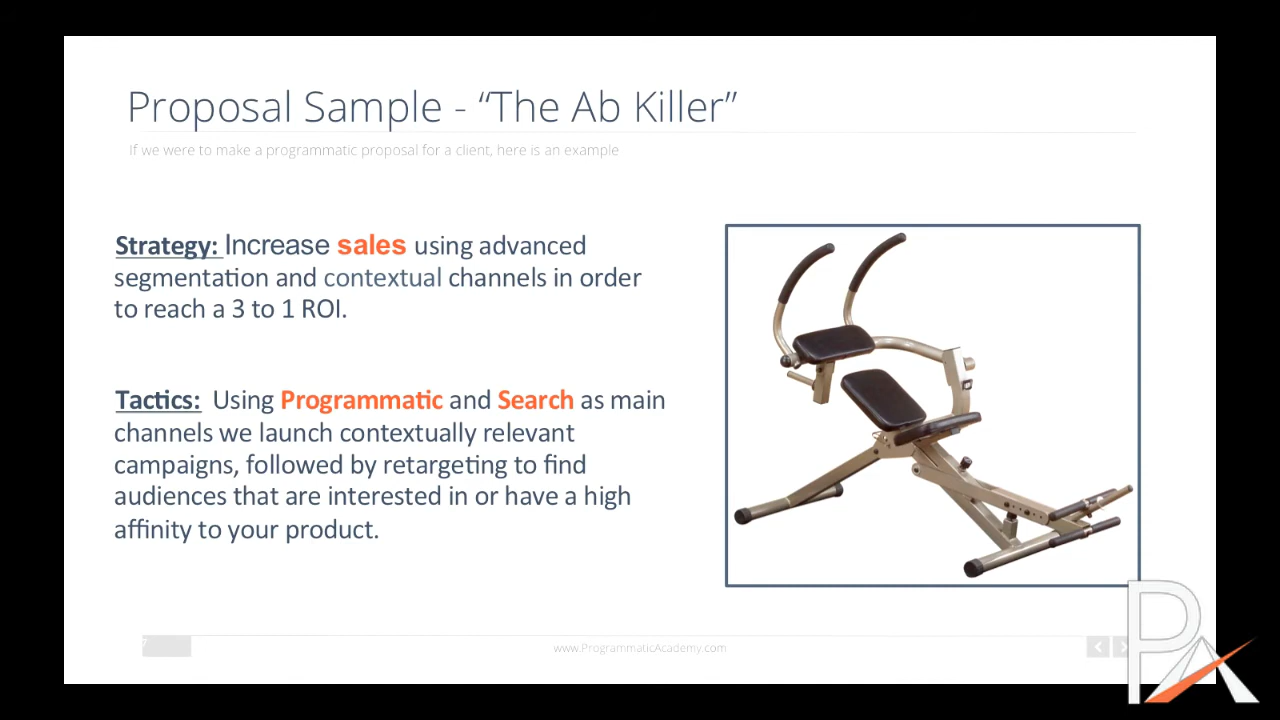 Proposal Sample - “The Ab Killer”
If we were to make a programmatic proposal for a client, here is an example
Strategy: Increase sales using advanced
segmentation and contextual channels in order
to reach a 3 to 1 ROI.
Tactics: Using Programmatic and Search as main
channels we launch contextually relevant
campaigns, followed by retargeting to find
audiences that are interested in or have a high
affinity to your product.
7
www.ProgrammaticAcademy.com
PA